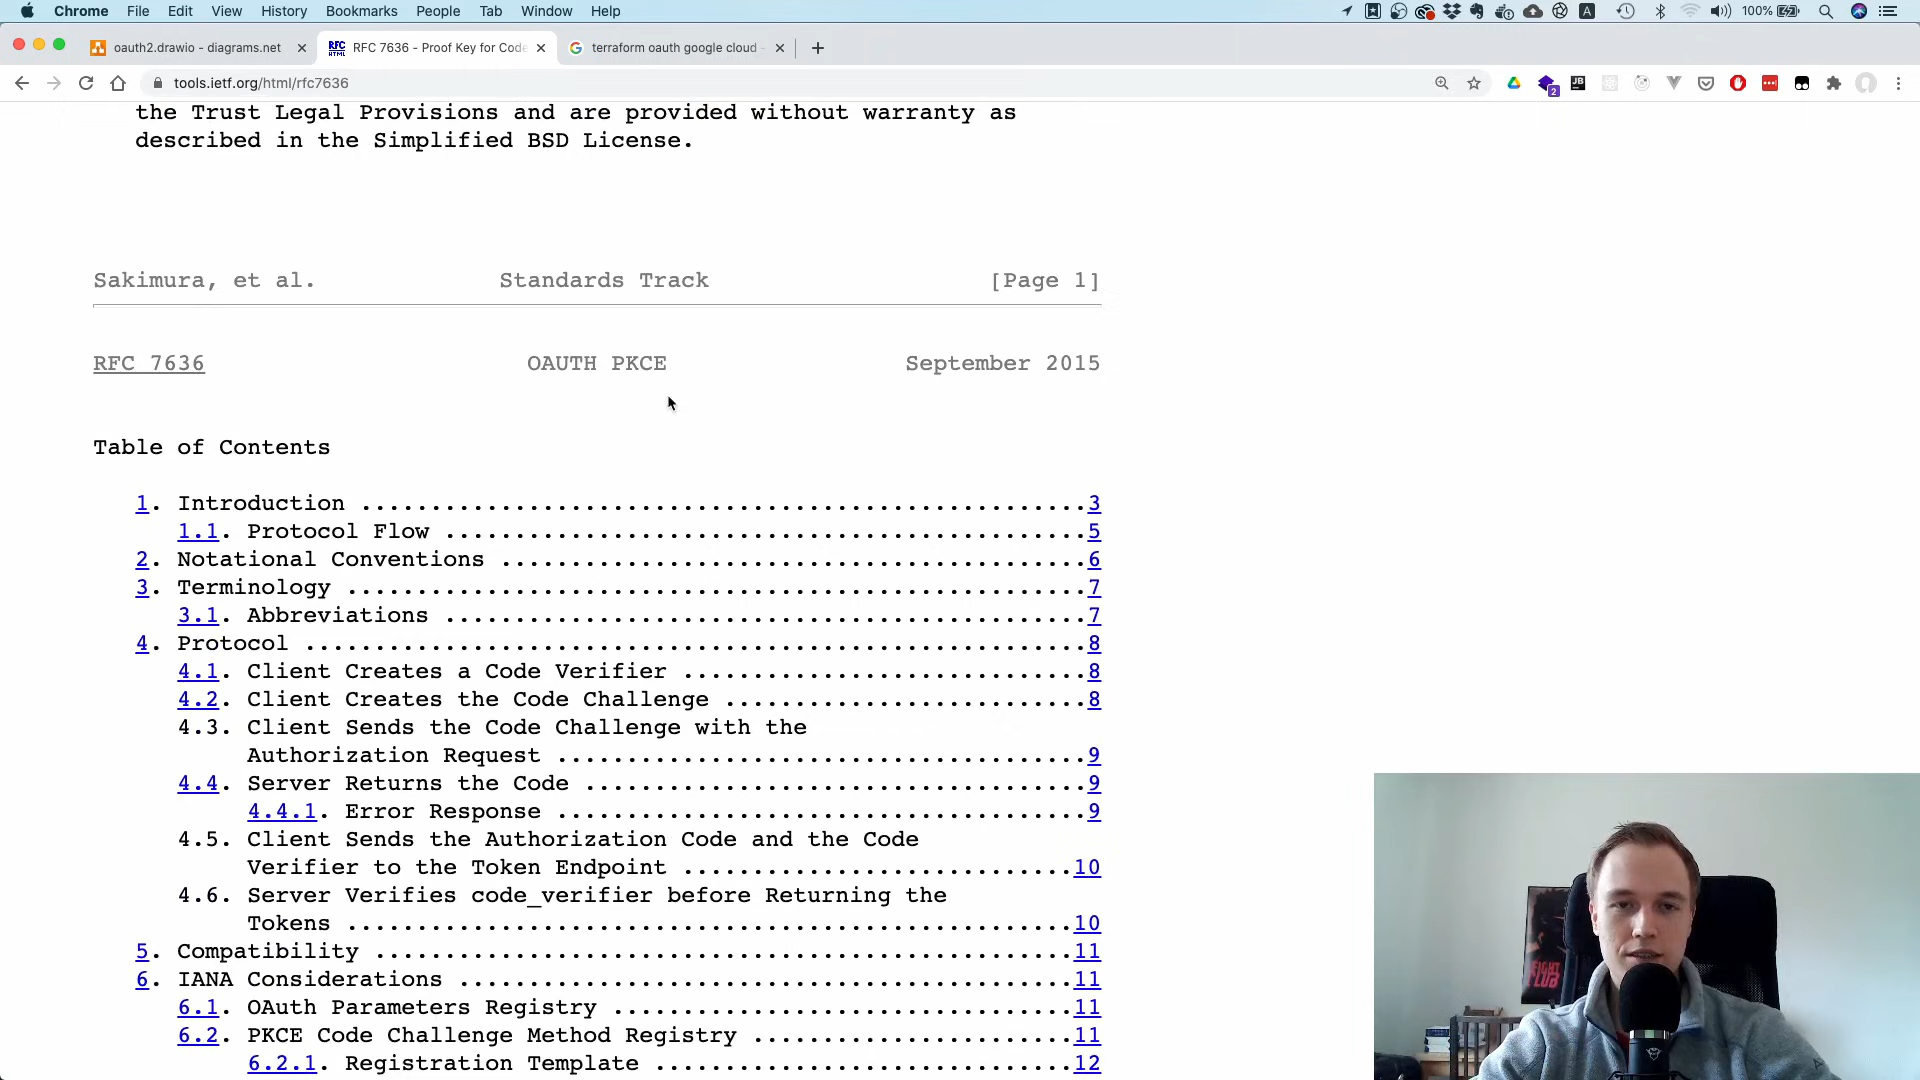 Chrome File Edit View History Bookmarks People Tab Window Help 100%
oauth2.drawio - diagrams.net RFC 7636 - Proof Key for Code terraform oauth google cloud -
tools.ietf.org/html/rfc7636
the Trust Legal Provisions and are provided without warranty as
described in the Simplified BSD License.
Sakimura, et al. Standards Track [Page 1]
RFC 7636 OAUTH PKCE September 2015
Table of Contents
1. Introduction ....................................................3
1.1. Protocol Flow ..............................................5
2. Notational Conventions ..........................................6
3. Terminology .....................................................7
3.1. Abbreviations ..............................................7
4. Protocol ........................................................8
4.1. Client Creates a Code Verifier .............................8
4.2. Client Creates the Code Challenge ..........................8
4.3. Client Sends the Code Challenge with the
Authorization Request ......................................9
4.4. Server Returns the Code ....................................9
4.4.1. Error Response ......................................9
4.5. Client Sends the Authorization Code and the Code
Verifier to the Token Endpoint ............................10
4.6. Server Verifies code_verifier before Returning the
Tokens ....................................................10
5. Compatibility ..................................................11
6. IANA Considerations ............................................11
6.1. OAuth Parameters Registry .................................11
6.2. PKCE Code Challenge Method Registry .......................11
6.2.1. Registration Template ..............................12
FIGHT CLUB